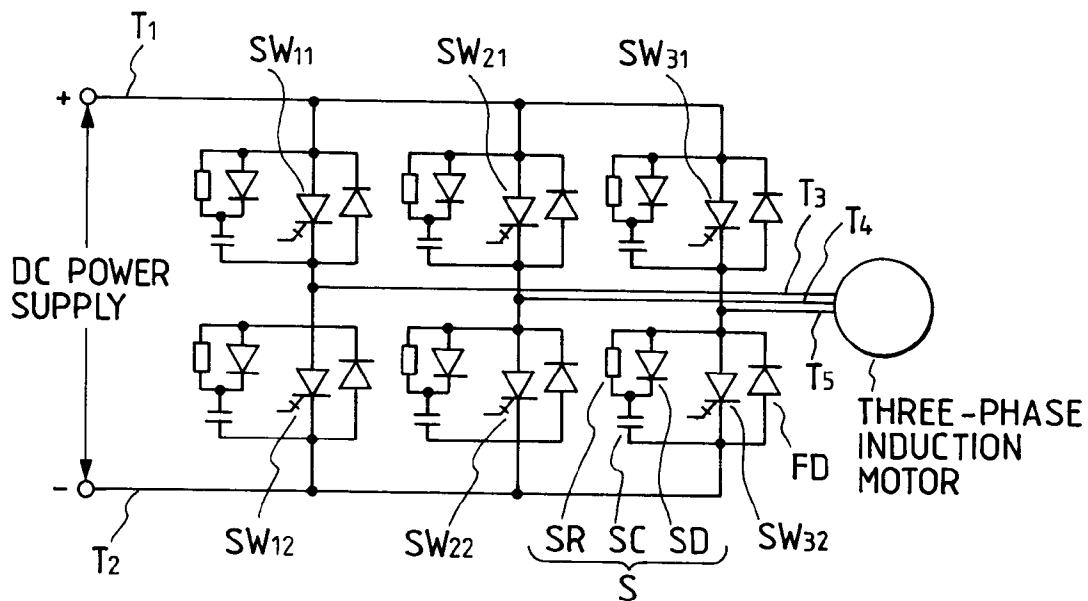 T1
SW11
SW21
SW31
+
T3
T4
DC POWER
SUPPLY
T5
THREE-PHASE
INDUCTION
MOTOR
FD
-
T2
SW12
SW22
SR
SC
SD
SW32
S